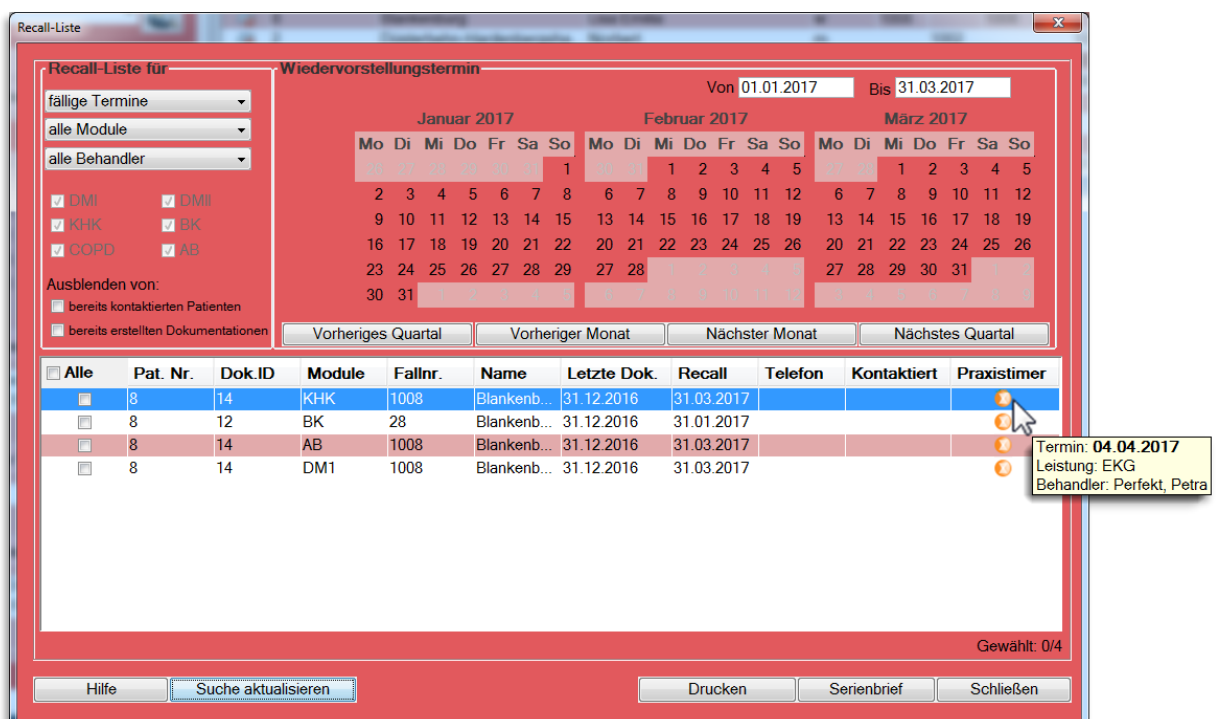 Recall-Liste
Recall-Liste für
fällige Termine
alle Module
alle Behandler
DMI DMII
KHK BK
COPD AB
Ausblenden von:
bereits kontaktierten Patienten
bereits erstellten Dokumentationen
Wiedervorstellungstermin
Von 01.01.2017 Bis 31.03.2017
Januar 2017 Februar 2017 März 2017
Mo Di Mi Do Fr Sa So Mo Di Mi Do Fr Sa So Mo Di Mi Do Fr Sa So
1 1 2 3 4 5 1 2 3 4 5
2 3 4 5 6 7 8 6 7 8 9 10 11 12 6 7 8 9 10 11 12
9 10 11 12 13 14 15 13 14 15 16 17 18 19 13 14 15 16 17 18 19
16 17 18 19 20 21 22 20 21 22 23 24 25 26 20 21 22 23 24 25 26
23 24 25 26 27 28 29 27 28 27 28 29 30 31
30 31
Vorheriges Quartal Vorheriger Monat Nächster Monat Nächstes Quartal
Alle Pat. Nr. Dok.ID Module Fallnr. Name Letzte Dok. Recall Telefon Kontaktiert Praxistimer
8 14 KHK 1008 Blankenb... 31.12.2016 31.03.2017
8 12 BK 28 Blankenb... 31.12.2016 31.01.2017
8 14 AB 1008 Blankenb... 31.12.2016 31.03.2017
8 14 DM1 1008 Blankenb... 31.12.2016 31.03.2017
Termin: 04.04.2017
Leistung: EKG
Behandler: Perfekt, Petra
Gewählt: 0/4
Hilfe Suche aktualisieren Drucken Serienbrief Schließen